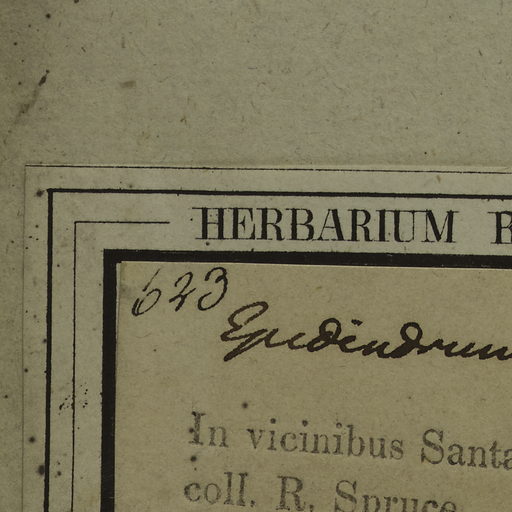 HERBARIUM
623
Epidendrum
In vicinibus Santa
coll. R. Spruce